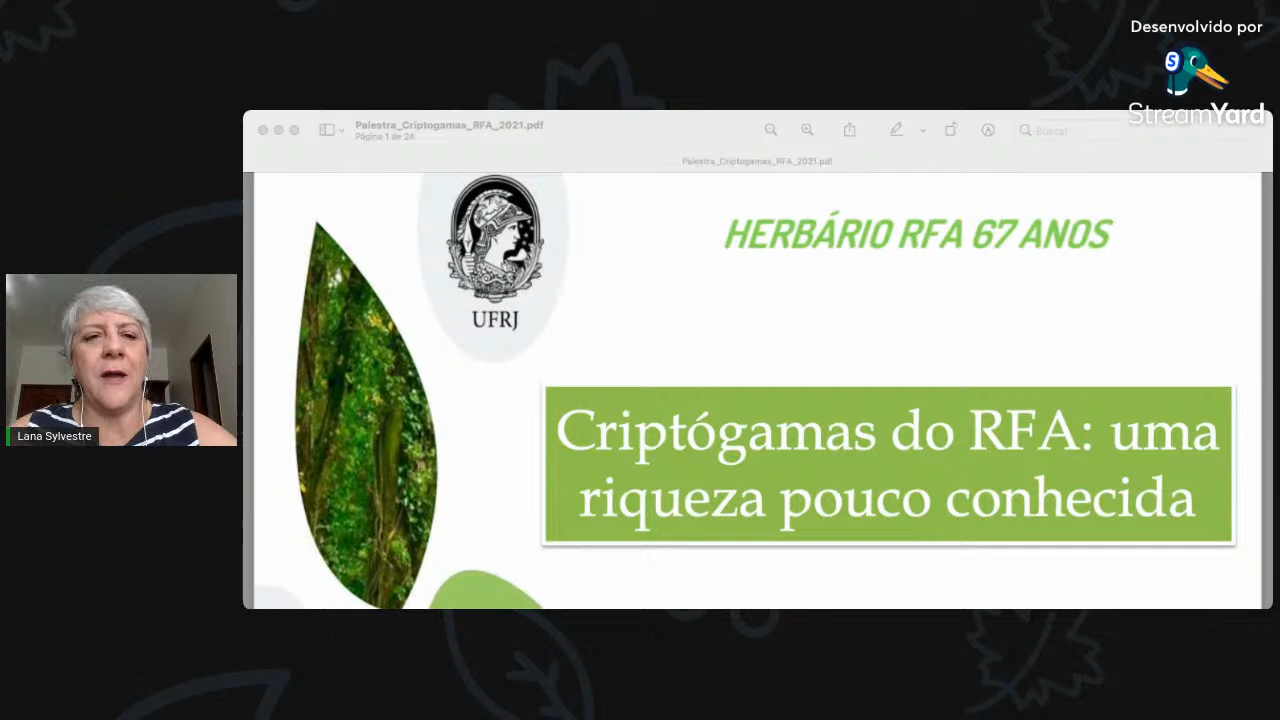 Desenvolvido por
StreamYard
Palestra_Criptogamas_RFA_2021.pdf
Página 1 de 24
Buscar
Palestra_Criptogamas_RFA_2021.pdf
HERBÁRIO RFA 67 ANOS
UFRJ
Criptógamas do RFA: uma
riqueza pouco conhecida
Lana Sylvestre